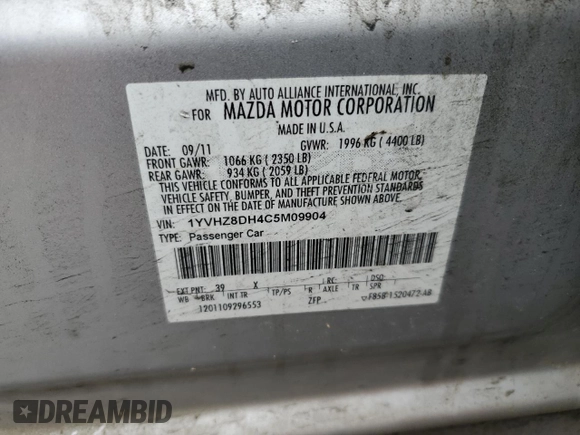 MFD. BY AUTO ALLIANCE INTERNATIONAL, INC.
FOR MAZDA MOTOR CORPORATION
MADE IN U.S.A.
DATE: 09/11 GVWR: 1996 KG ( 4400 LB)
FRONT GAWR: 1066 KG ( 2350 LB)
REAR GAWR: 934 KG ( 2059 LB)
THIS VEHICLE CONFORMS TO ALL APPLICABLE FEDERAL MOTOR
VEHICLE SAFETY, BUMPER, AND THEFT PREVENTION STANDARDS
IN EFFECT ON THE DATE OF MANUFACTURE SHOWN ABOVE.
VIN: 1YVHZ8DH4C5M09904
TYPE: Passenger Car
EXT PNT: 39 X RC: DSO:
WB BRK INT TR TP/PS R AXLE TR SPR
1201109296553 ZFP
DREAMBID